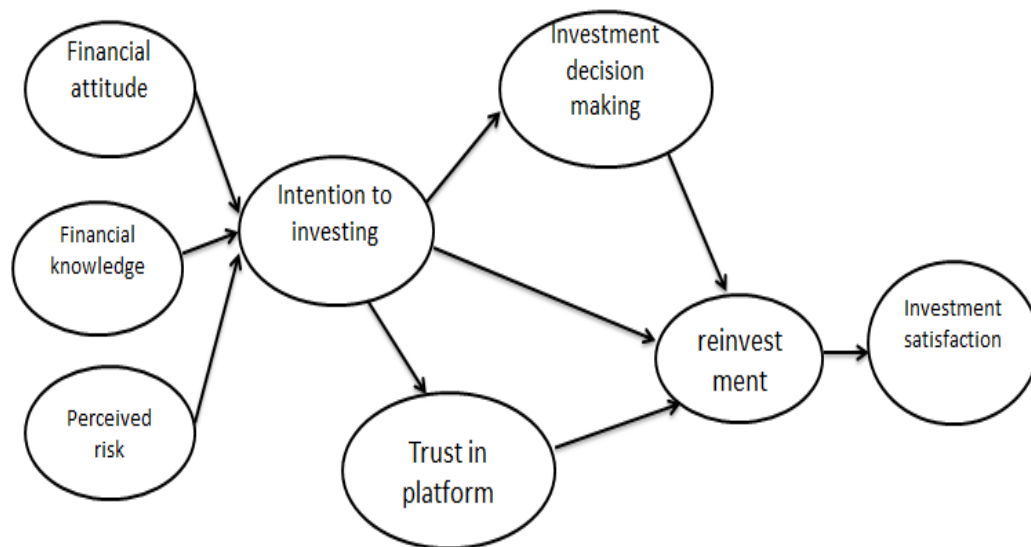 Financial
attitude
Financial
knowledge
Perceived
risk
Intention to
investing
Investment
decision
making
Trust in
platform
reinvest
ment
Investment
satisfaction